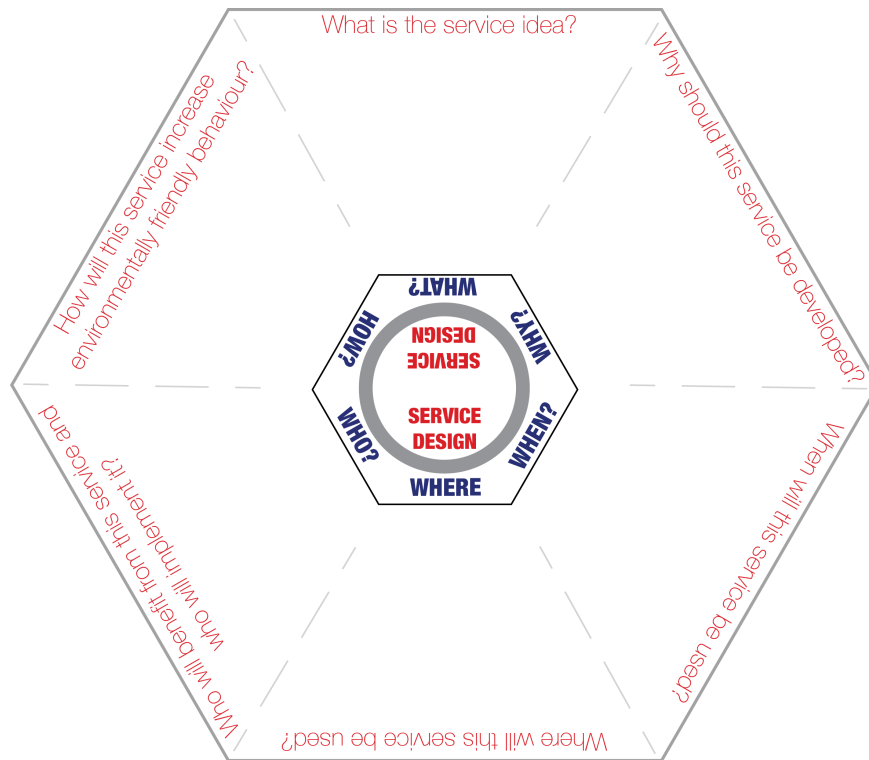 What is the service idea?
Why should this service be developed?
When will this service be used?
Where will this service be used?
Who will benefit from this service and
who will implement it?
How will this service increase
environmentally friendly behaviour?
WHAT?
WHY?
WHEN?
WHERE
WHO?
HOW?
SERVICE
DESIGN
SERVICE
DESIGN